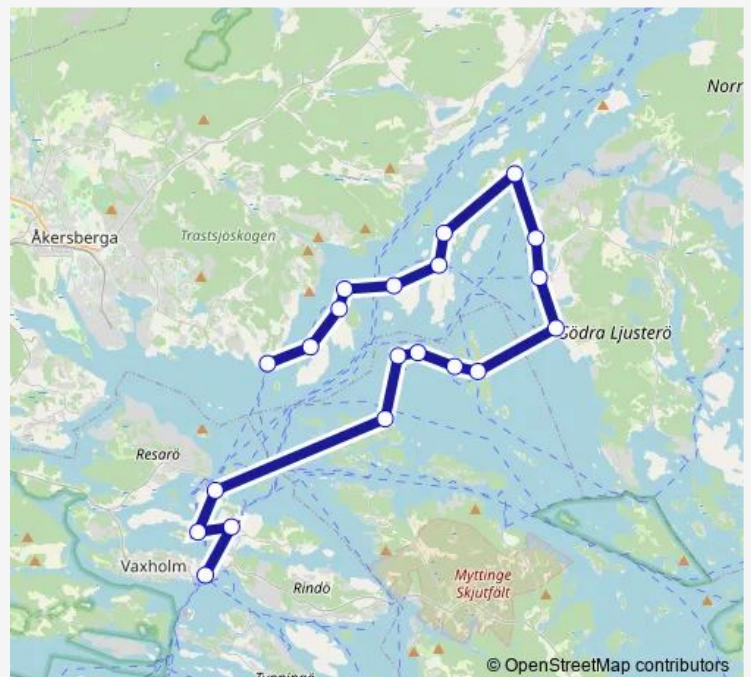 Norr
Åkersberga
Trastsjöskogen
Södra Ljusterö
Resarö
Vaxholm
Myttinge
Skjutfält
Rindö
© OpenStreetMap contributors